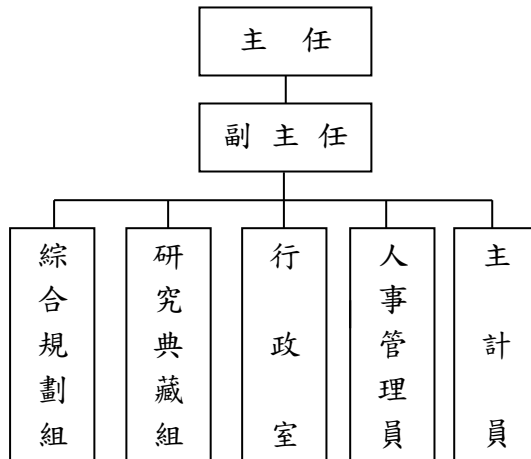 主任
副主任
綜合規劃組
研究典藏組
行政室
人事管理員
主計員